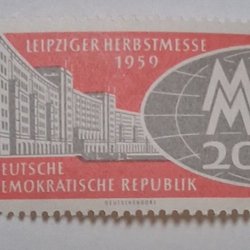 LEIPZIGER HERBSTMESSE
1959
MM
20
DEUTSCHE
DEMOKRATISCHE REPUBLIK